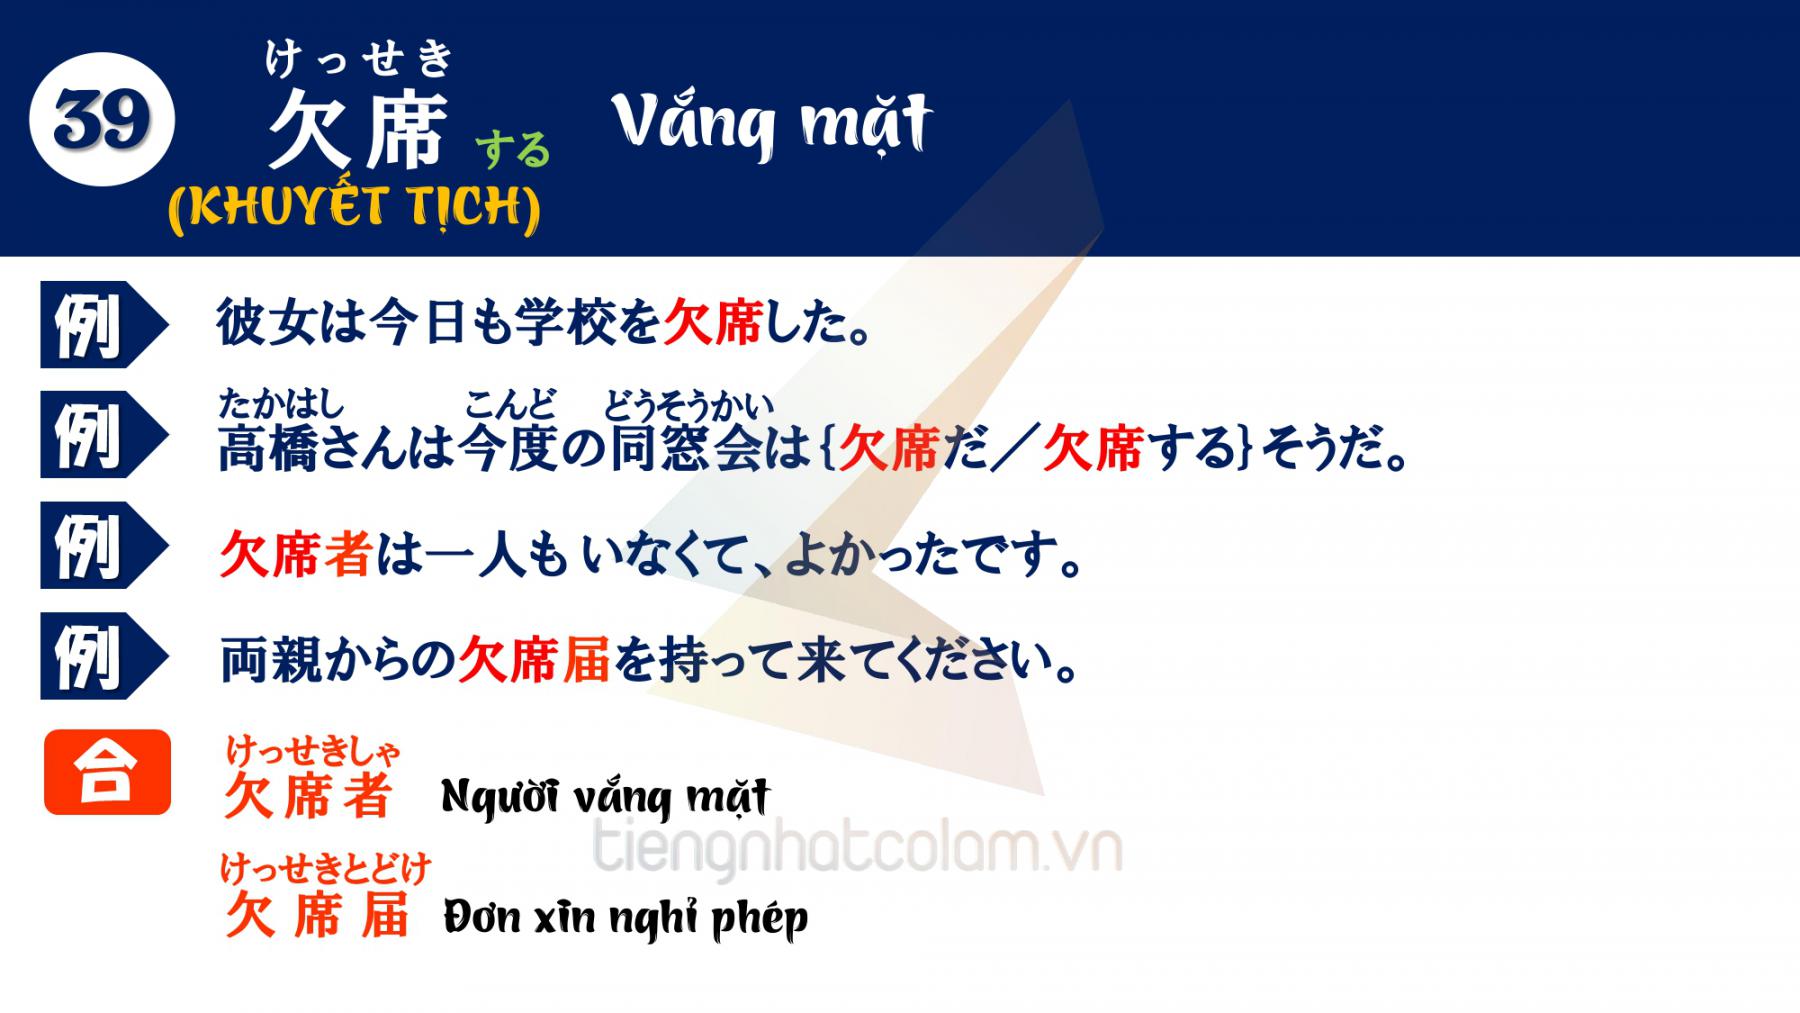 39
けっせき
欠席 する
(KHUYẾT TỊCH)
Vắng mặt
例 彼女は今日も学校を欠席した。
たかはし こんど どうそうかい
例 高橋さんは今度の同窓会は{欠席だ／欠席する}そうだ。
例 欠席者は一人もいなくて、よかったです。
例 両親からの欠席届を持って来てください。
けっせきしゃ
合 欠席者 Người vắng mặt
tiengnhatcolam.vn
けっせきとどけ
欠席届 Đơn xin nghỉ phép